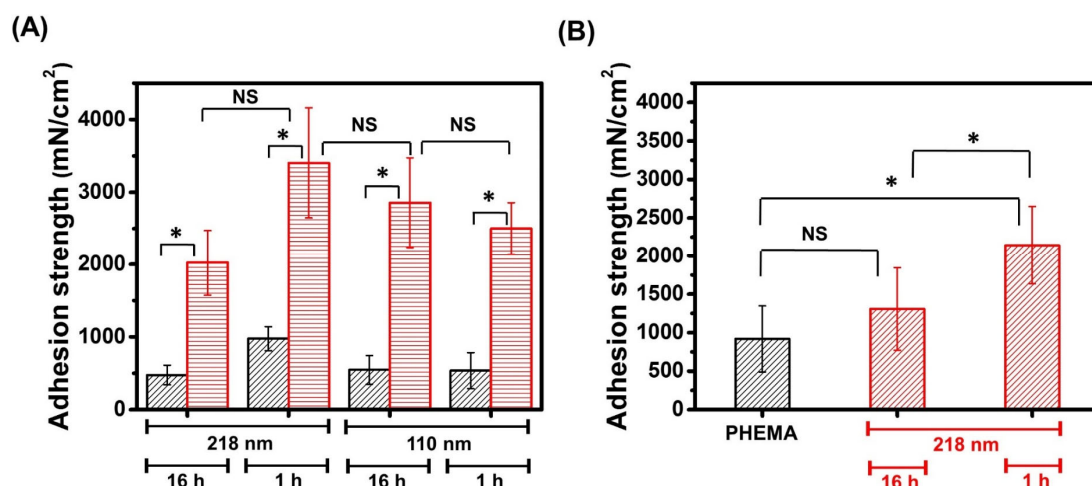 (A)
Adhesion strength (mN/cm²)
4000
3000
2000
1000
0
NS
NS
NS
*
*
*
*
218 nm
110 nm
16 h
1 h
16 h
1 h
(B)
Adhesion strength (mN/cm²)
4000
3500
3000
2500
2000
1500
1000
500
0
*
*
NS
PHEMA
218 nm
16 h
1 h